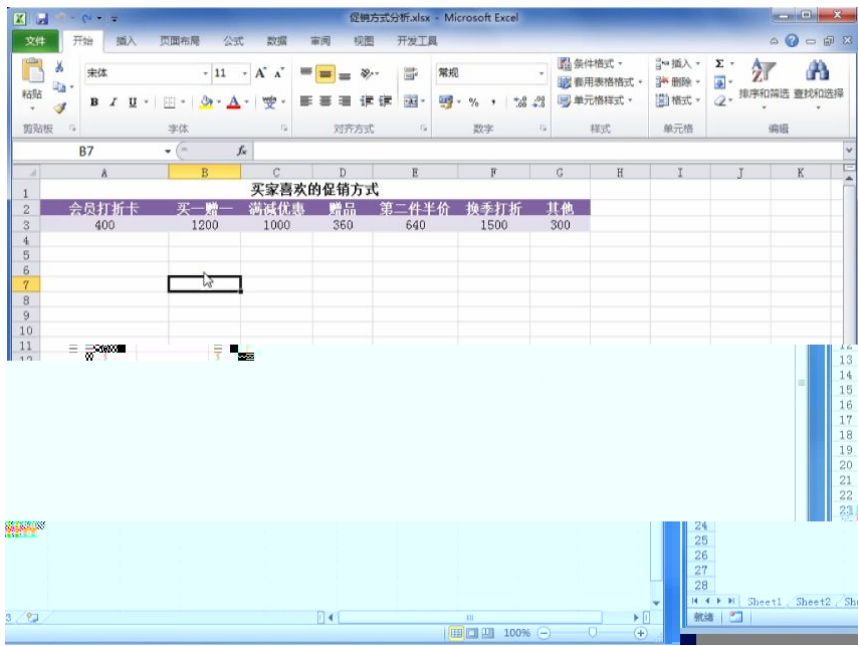 促销方式分析.xlsx - Microsoft Excel
文件 开始 插入 页面布局 公式 数据 审阅 视图 开发工具
宋体 11 A A 常规 条件格式 插入 Σ
粘贴 套用表格格式 删除 排序和筛选 查找和选择
B I U A % 单元格样式 格式
剪贴板 字体 对齐方式 数字 样式 单元格 编辑
B7 fx
A B C D E F G H I J K
1 买家喜欢的促销方式
2 会员打折卡 买一赠一 满减优惠 赠品 第二件半价 换季打折 其他
3 400 1200 1000 360 640 1500 300
4
5
6
7
8
9
10
11
13
14
15
16
17
18
19
20
21
22
23
24
25
26
27
28
Sheet1 Sheet2 Sh
就绪
100%